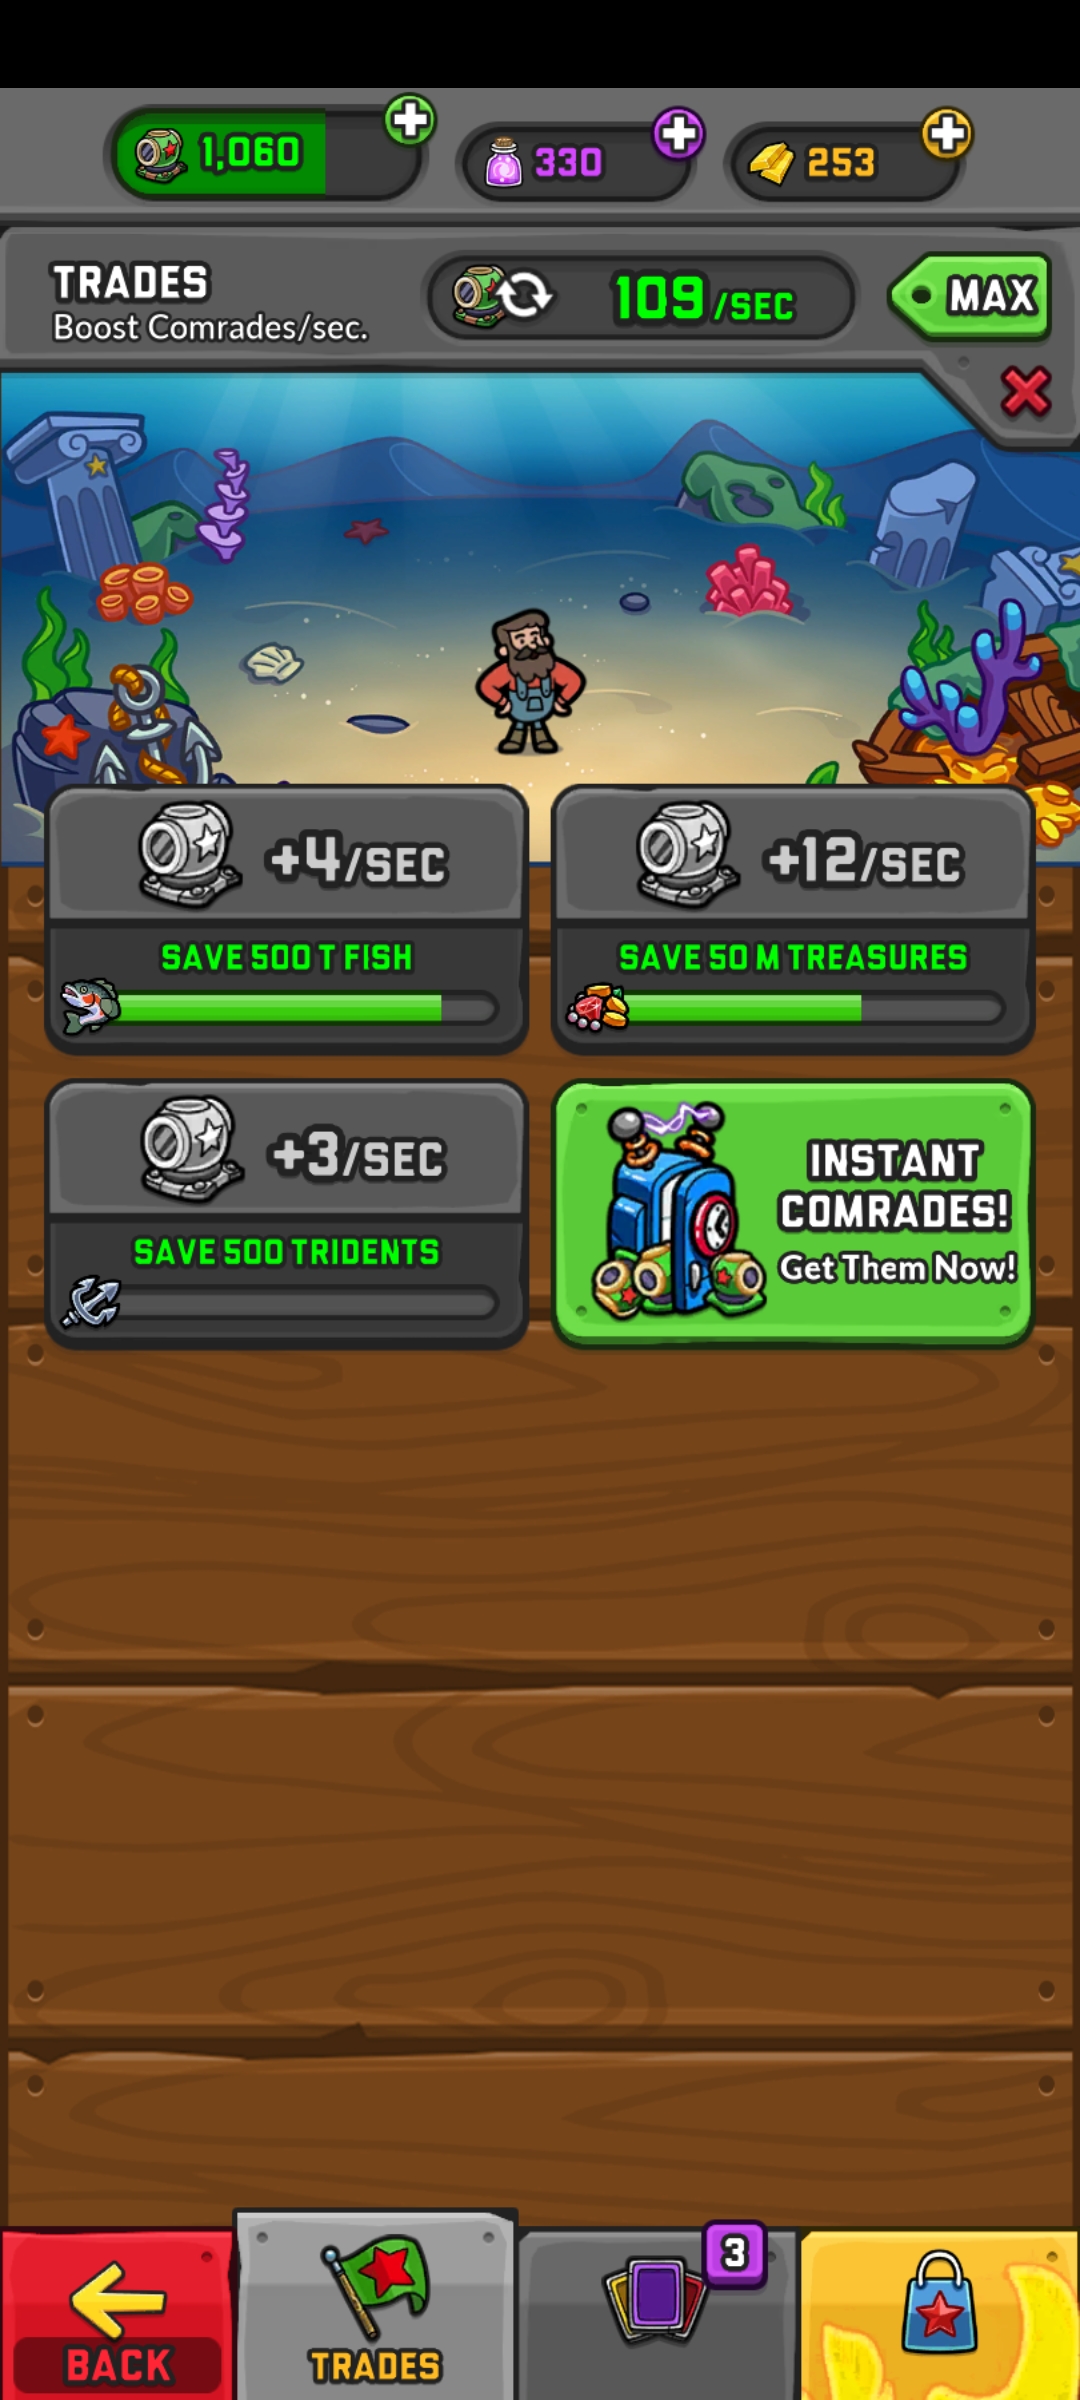 1,060
330
253
TRADES
Boost Comrades/sec.
109/SEC
MAX
+4/SEC
SAVE 500 T FISH
+12/SEC
SAVE 50 M TREASURES
+3/SEC
SAVE 500 TRIDENTS
INSTANT
COMRADES!
Get Them Now!
BACK
TRADES
3